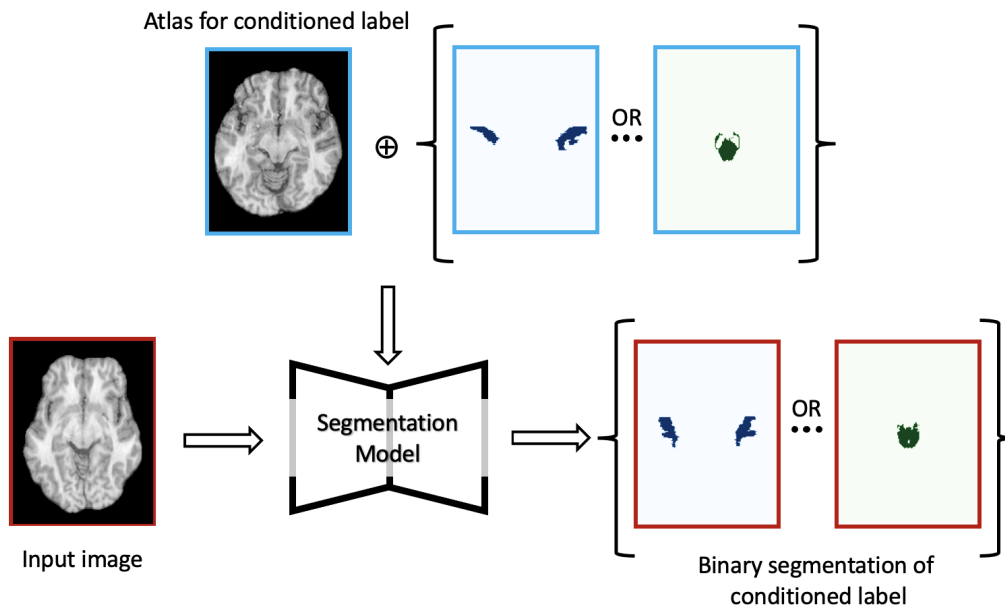 Atlas for conditioned label
OR
Segmentation
Model
OR
Input image
Binary segmentation of
conditioned label